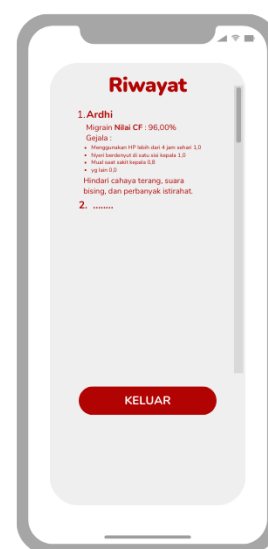 Riwayat
1.Ardhi
Migrain Nilai CF : 96,00%
Gejala :
• Menggunakan HP lebih dari 4 jam sehari 1,0
• Nyeri berdenyut di satu sisi kepala 1,0
• Mual saat sakit kepala 0,8
• yg lain 0,0
Hindari cahaya terang, suara
bising, dan perbanyak istirahat.
2. ........
KELUAR